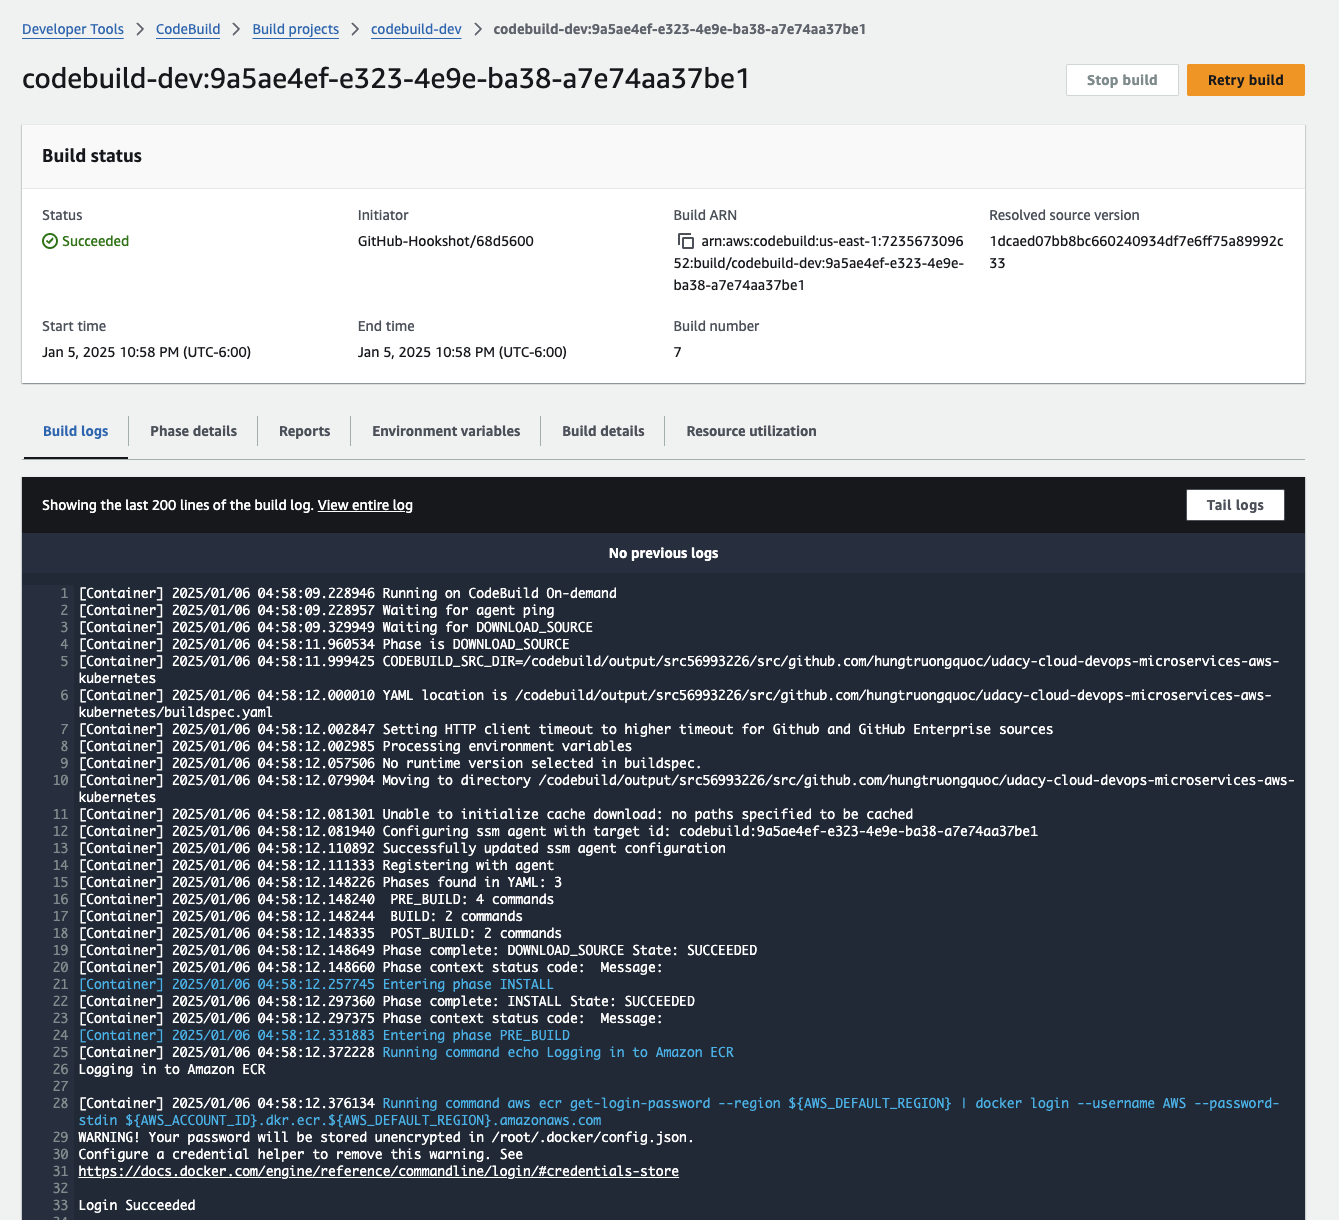 Developer Tools > CodeBuild > Build projects > codebuild-dev > codebuild-dev:9a5ae4ef-e323-4e9e-ba38-a7e74aa37be1
codebuild-dev:9a5ae4ef-e323-4e9e-ba38-a7e74aa37be1
Stop build
Retry build
Build status
Status
Succeeded
Initiator
GitHub-Hookshot/68d5600
Build ARN
arn:aws:codebuild:us-east-1:7235673096
52:build/codebuild-dev:9a5ae4ef-e323-4e9e-
ba38-a7e74aa37be1
Resolved source version
1dcaed07bb8bc660240934df7e6ff75a89992c
33
Start time
Jan 5, 2025 10:58 PM (UTC-6:00)
End time
Jan 5, 2025 10:58 PM (UTC-6:00)
Build number
7
Build logs
Phase details
Reports
Environment variables
Build details
Resource utilization
Showing the last 200 lines of the build log. View entire log
Tail logs
No previous logs
1 [Container] 2025/01/06 04:58:09.228946 Running on CodeBuild On-demand
2 [Container] 2025/01/06 04:58:09.228957 Waiting for agent ping
3 [Container] 2025/01/06 04:58:09.329949 Waiting for DOWNLOAD_SOURCE
4 [Container] 2025/01/06 04:58:11.960534 Phase is DOWNLOAD_SOURCE
5 [Container] 2025/01/06 04:58:11.999425 CODEBUILD_SRC_DIR=/codebuild/output/src56993226/src/github.com/hungtruongquoc/udacy-cloud-devops-microservices-aws-
kubernetes
6 [Container] 2025/01/06 04:58:12.000010 YAML location is /codebuild/output/src56993226/src/github.com/hungtruongquoc/udacy-cloud-devops-microservices-aws-
kubernetes/buildspec.yaml
7 [Container] 2025/01/06 04:58:12.002847 Setting HTTP client timeout to higher timeout for Github and GitHub Enterprise sources
8 [Container] 2025/01/06 04:58:12.002985 Processing environment variables
9 [Container] 2025/01/06 04:58:12.057506 No runtime version selected in buildspec.
10 [Container] 2025/01/06 04:58:12.079904 Moving to directory /codebuild/output/src56993226/src/github.com/hungtruongquoc/udacy-cloud-devops-microservices-aws-
kubernetes
11 [Container] 2025/01/06 04:58:12.081301 Unable to initialize cache download: no paths specified to be cached
12 [Container] 2025/01/06 04:58:12.081940 Configuring ssm agent with target id: codebuild:9a5ae4ef-e323-4e9e-ba38-a7e74aa37be1
13 [Container] 2025/01/06 04:58:12.110892 Successfully updated ssm agent configuration
14 [Container] 2025/01/06 04:58:12.111333 Registering with agent
15 [Container] 2025/01/06 04:58:12.148226 Phases found in YAML: 3
16 [Container] 2025/01/06 04:58:12.148240  PRE_BUILD: 4 commands
17 [Container] 2025/01/06 04:58:12.148244  BUILD: 2 commands
18 [Container] 2025/01/06 04:58:12.148335  POST_BUILD: 2 commands
19 [Container] 2025/01/06 04:58:12.148649 Phase complete: DOWNLOAD_SOURCE State: SUCCEEDED
20 [Container] 2025/01/06 04:58:12.148660 Phase context status code:  Message:
21 [Container] 2025/01/06 04:58:12.257745 Entering phase INSTALL
22 [Container] 2025/01/06 04:58:12.297360 Phase complete: INSTALL State: SUCCEEDED
23 [Container] 2025/01/06 04:58:12.297375 Phase context status code:  Message:
24 [Container] 2025/01/06 04:58:12.331883 Entering phase PRE_BUILD
25 [Container] 2025/01/06 04:58:12.372228 Running command echo Logging in to Amazon ECR
26 Logging in to Amazon ECR
27
28 [Container] 2025/01/06 04:58:12.376134 Running command aws ecr get-login-password --region ${AWS_DEFAULT_REGION} | docker login --username AWS --password-
stdin ${AWS_ACCOUNT_ID}.dkr.ecr.${AWS_DEFAULT_REGION}.amazonaws.com
29 WARNING! Your password will be stored unencrypted in /root/.docker/config.json.
30 Configure a credential helper to remove this warning. See
31 https://docs.docker.com/engine/reference/commandline/login/#credentials-store
32
33 Login Succeeded